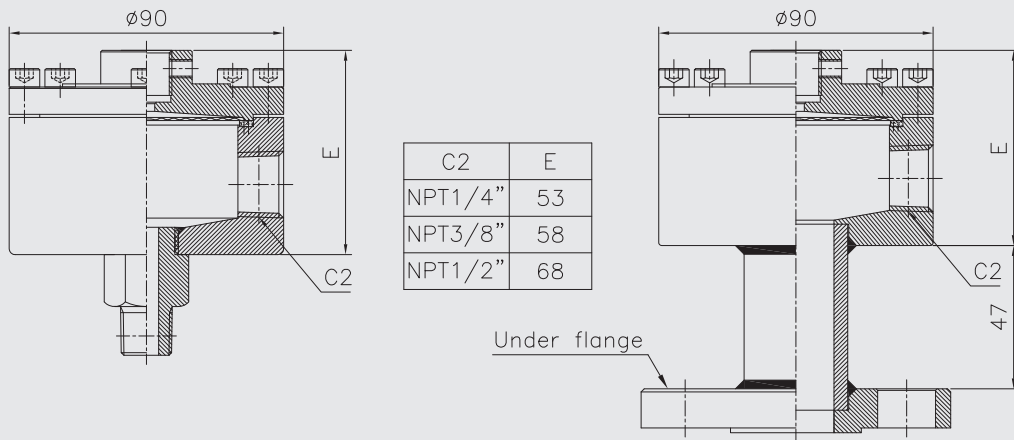 ø90
E
C2
C2 E
NPT1/4” 53
NPT3/8” 58
NPT1/2” 68
ø90
E
C2
47
Under flange